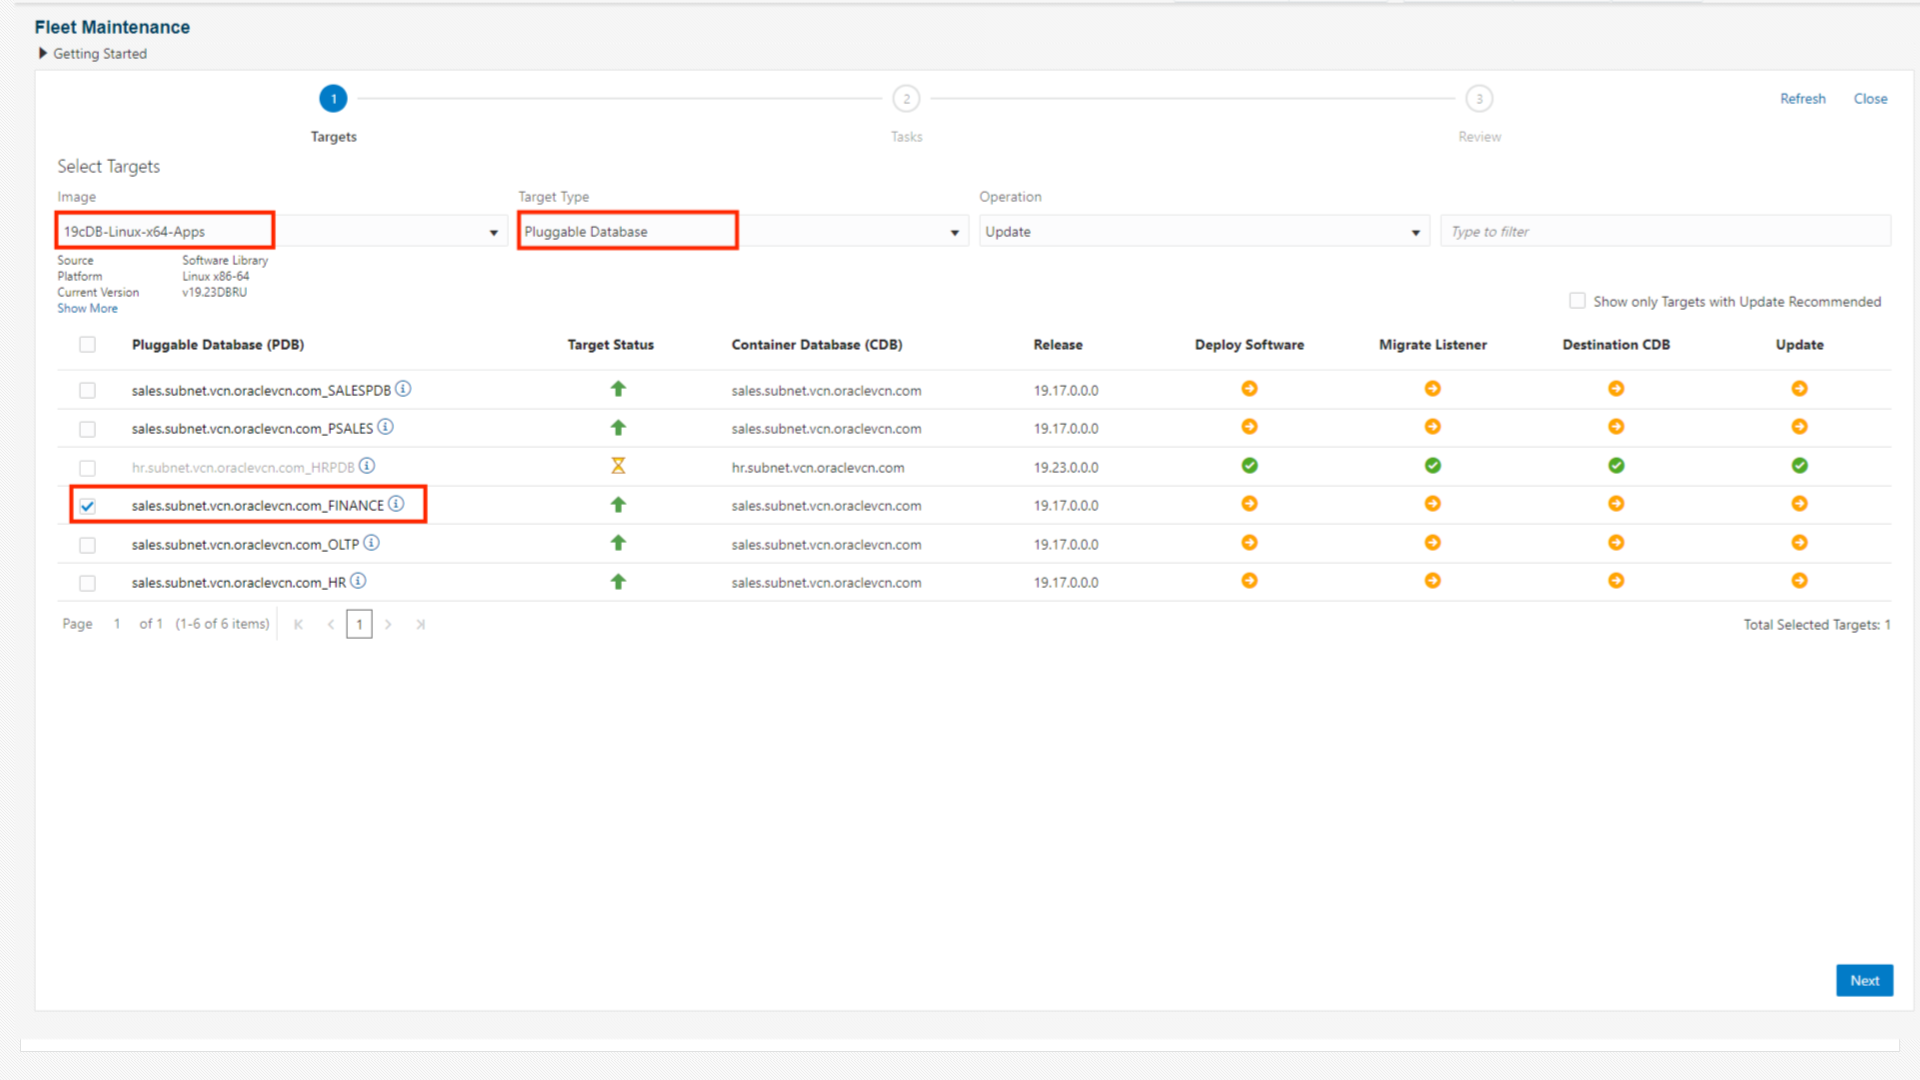 Fleet Maintenance
Getting Started
1 2 3 Refresh Close
Targets Tasks Review
Select Targets
Image Target Type Operation
19cDB-Linux-x64-Apps Pluggable Database Update Type to filter
Source Software Library
Platform Linux x86-64
Current Version v19.23DBRU
Show More
Show only Targets with Update Recommended
Pluggable Database (PDB) Target Status Container Database (CDB) Release Deploy Software Migrate Listener Destination CDB Update
sales.subnet.vcn.oraclevcn.com_SALESPDB sales.subnet.vcn.oraclevcn.com 19.17.0.0.0
sales.subnet.vcn.oraclevcn.com_PSALES sales.subnet.vcn.oraclevcn.com 19.17.0.0.0
hr.subnet.vcn.oraclevcn.com_HRPDB hr.subnet.vcn.oraclevcn.com 19.23.0.0.0
sales.subnet.vcn.oraclevcn.com_FINANCE sales.subnet.vcn.oraclevcn.com 19.17.0.0.0
sales.subnet.vcn.oraclevcn.com_OLTP sales.subnet.vcn.oraclevcn.com 19.17.0.0.0
sales.subnet.vcn.oraclevcn.com_HR sales.subnet.vcn.oraclevcn.com 19.17.0.0.0
Page 1 of 1 (1-6 of 6 items) 1 Total Selected Targets: 1
Next